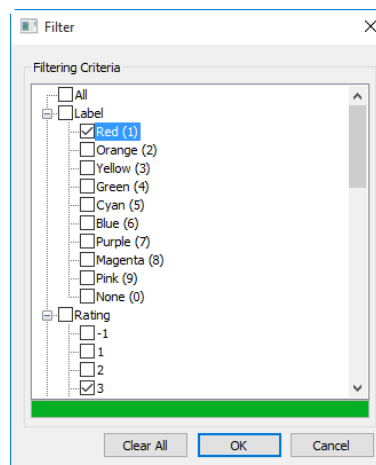 Filter
Filtering Criteria
All
Label
Red (1)
Orange (2)
Yellow (3)
Green (4)
Cyan (5)
Blue (6)
Purple (7)
Magenta (8)
Pink (9)
None (0)
Rating
-1
1
2
3
Clear All OK Cancel